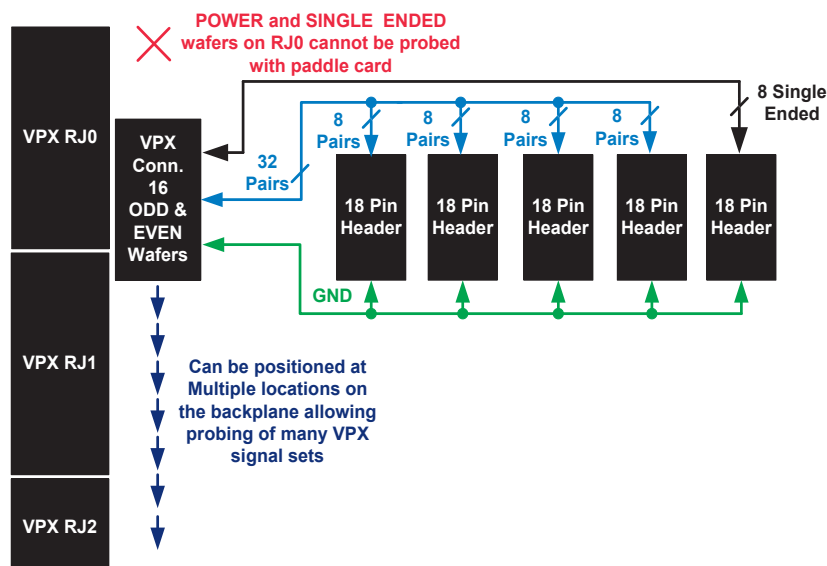 POWER and SINGLE ENDED
wafers on RJ0 cannot be probed
with paddle card
VPX RJ0
VPX
Conn.
16
ODD &
EVEN
Wafers
32
Pairs
8
Pairs
8
Pairs
8
Pairs
8
Pairs
8 Single
Ended
18 Pin
Header
18 Pin
Header
18 Pin
Header
18 Pin
Header
18 Pin
Header
GND
VPX RJ1
Can be positioned at
Multiple locations on
the backplane allowing
probing of many VPX
signal sets
VPX RJ2